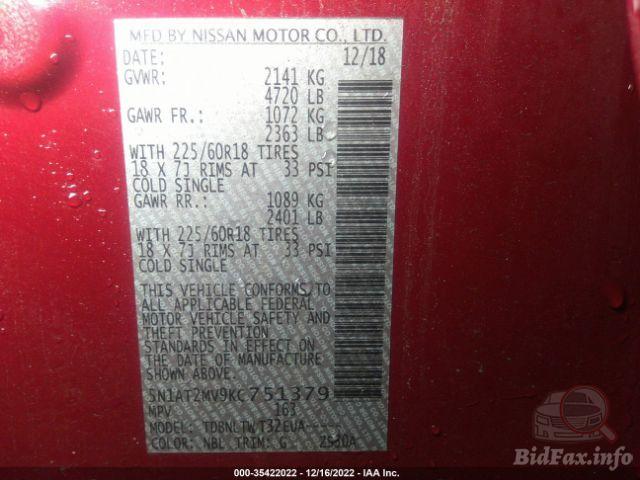 MFD BY NISSAN MOTOR CO., LTD.
DATE: 12/18
GVWR: 2141 KG
4720 LB
GAWR FR.: 1072 KG
2363 LB
WITH 225/60R18 TIRES
18 X 7J RIMS AT 33 PSI
COLD SINGLE
GAWR RR.: 1089 KG
2401 LB
WITH 225/60R18 TIRES
18 X 7J RIMS AT 33 PSI
COLD SINGLE
THIS VEHICLE CONFORMS TO
ALL APPLICABLE FEDERAL
MOTOR VEHICLE SAFETY AND
THEFT PREVENTION
STANDARDS IN EFFECT ON
THE DATE OF MANUFACTURE
SHOWN ABOVE.
5N1AT2MV9KC751379
MPV 163
MODEL: TDBNLTWT32EUA-----
COLOR: NBL TRIM: G
000-35422022 - 12/16/2022 - IAA Inc.
BidFax.info